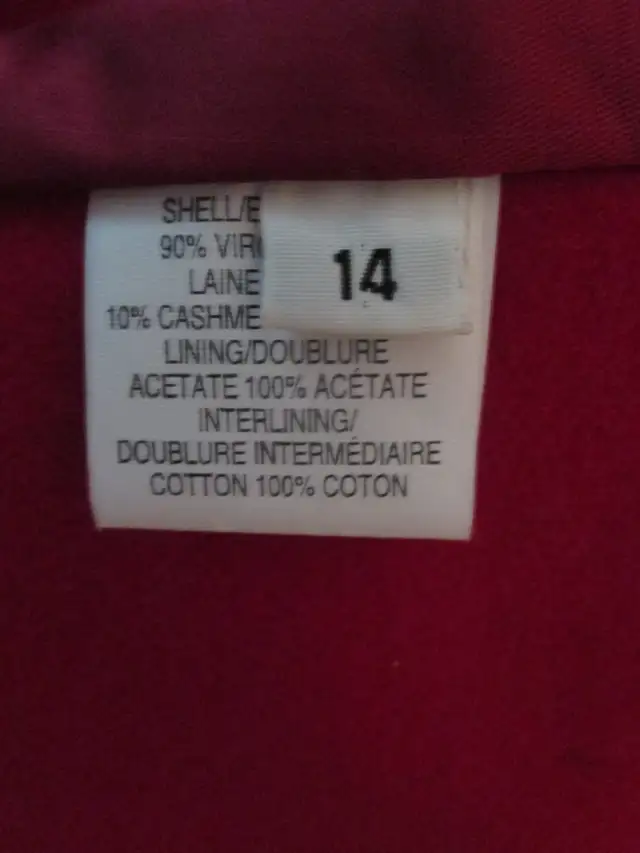 SHELL/E
90% VIR
LAINE
10% CASHME
14
LINING/DOUBLURE
ACETATE 100% ACÉTATE
INTERLINING/
DOUBLURE INTERMÉDIAIRE
COTTON 100% COTON